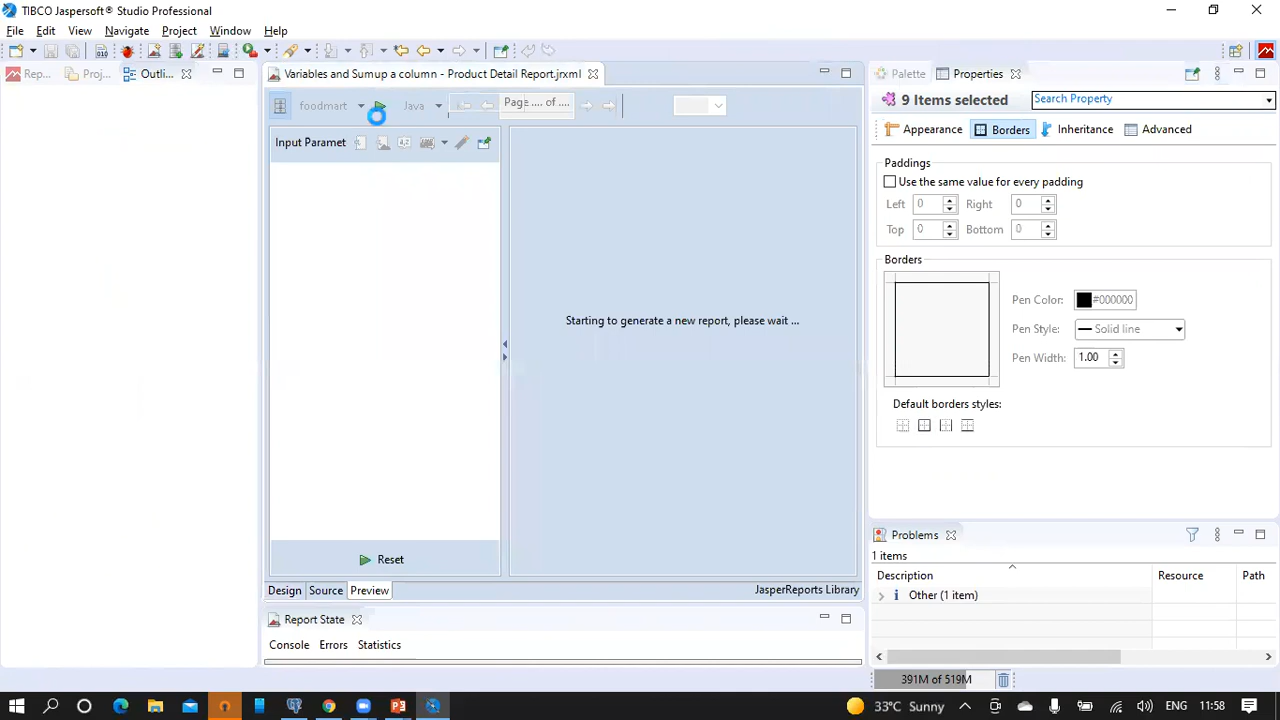 TIBCO Jaspersoft® Studio Professional
File Edit View Navigate Project Window Help
Rep... Proj... Outli...
Variables and Sumup a column - Product Detail Report.jrxml
Palette Properties
foodmart Java Page .... of ....
9 Items selected Search Property
Appearance Borders Inheritance Advanced
Input Paramet
Paddings
Use the same value for every padding
Left 0 Right 0
Top 0 Bottom 0
Borders
Pen Color: #000000
Pen Style: Solid line
Pen Width: 1.00
Starting to generate a new report, please wait ...
Default borders styles:
Reset
Design Source Preview JasperReports Library
Problems
1 items
Description Resource Path
Other (1 item)
Report State
Console Errors Statistics
391M of 519M
33°C Sunny ENG 11:58